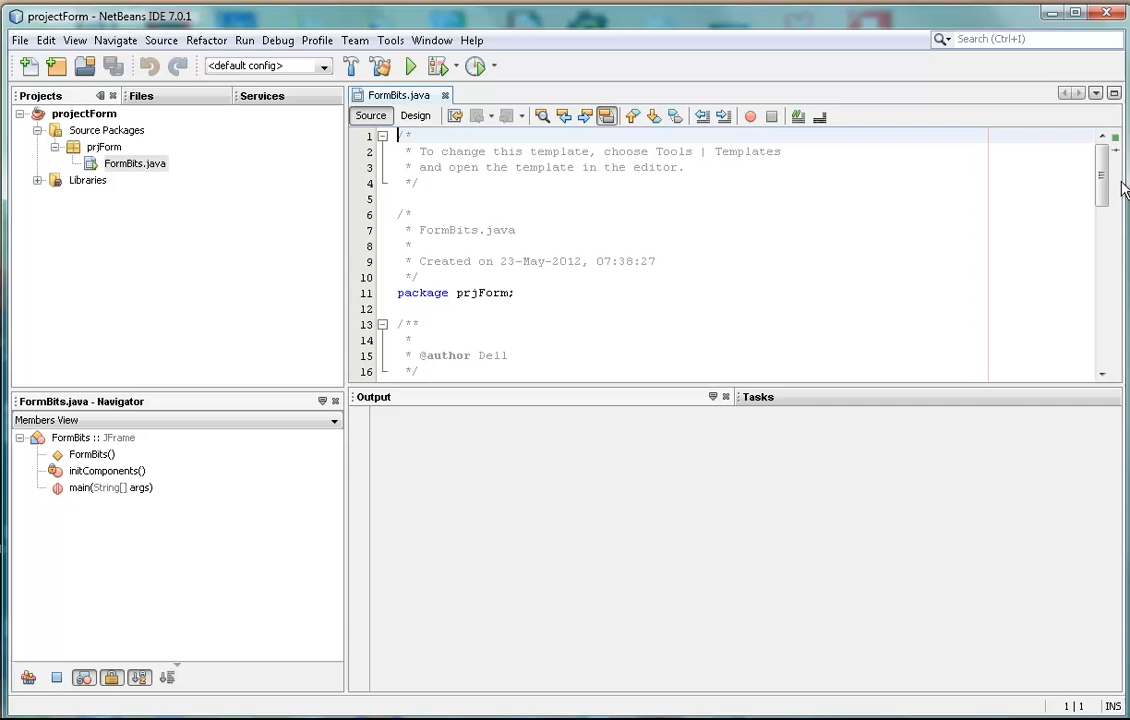 projectForm - NetBeans IDE 7.0.1
File Edit View Navigate Source Refactor Run Debug Profile Team Tools Window Help
Search (Ctrl+I)
<default config>
Projects Files Services
projectForm
Source Packages
prjForm
FormBits.java
Libraries
FormBits.java
Source Design
1 /*
2 * To change this template, choose Tools | Templates
3 * and open the template in the editor.
4 */
5
6 /*
7 * FormBits.java
8 *
9 * Created on 23-May-2012, 07:38:27
10 */
11 package prjForm;
12
13 /**
14 *
15 * @author Dell
16 */
FormBits.java - Navigator
Members View
FormBits :: JFrame
FormBits()
initComponents()
main(String[] args)
Output Tasks
1 | 1 INS